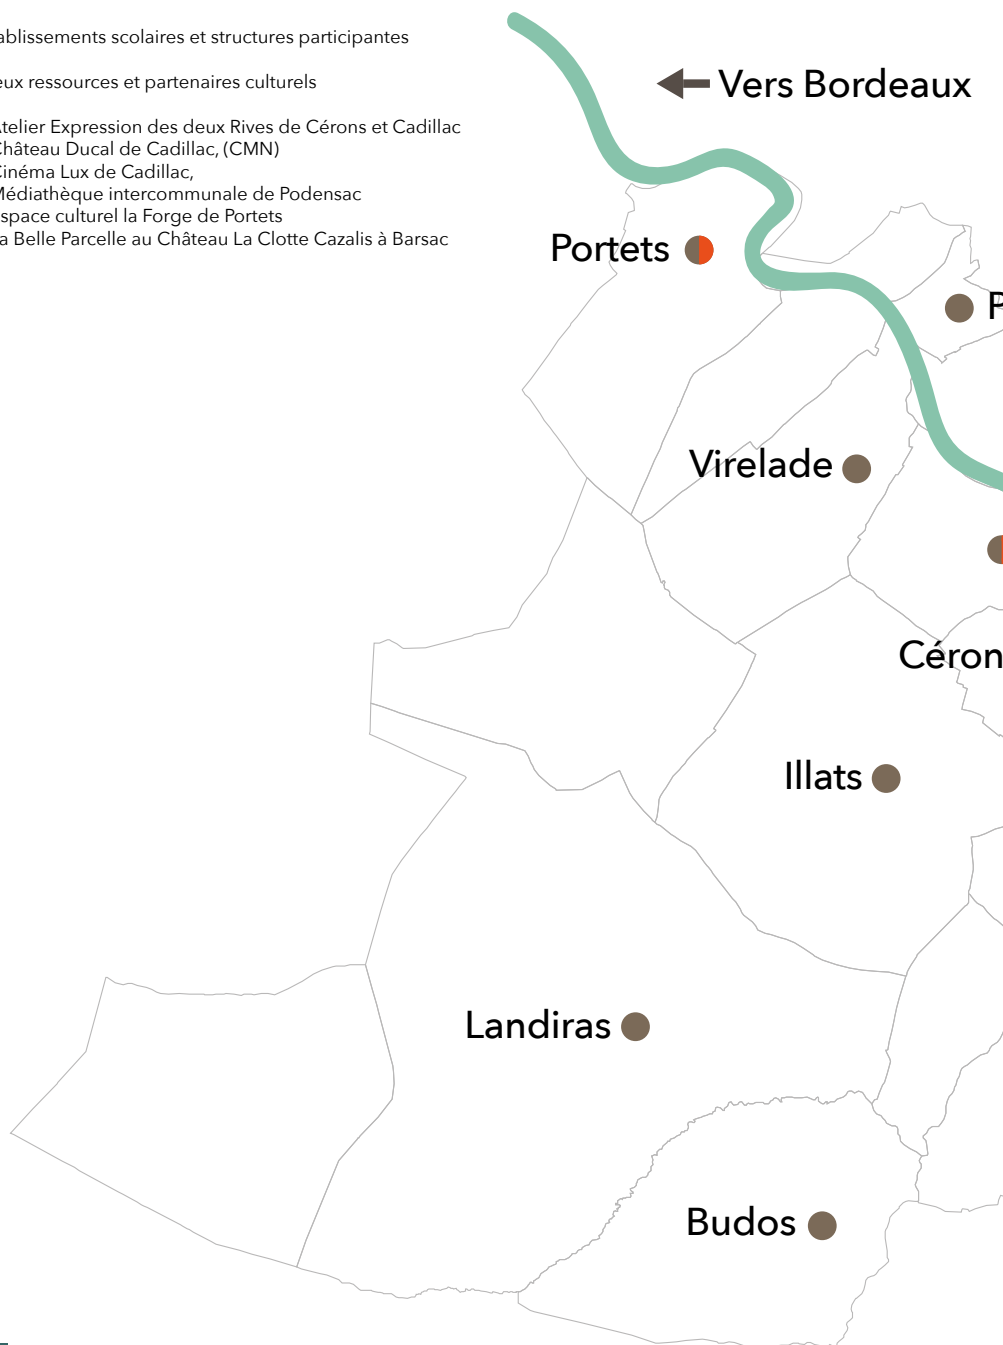 ablissements scolaires et structures participantes
eux ressources et partenaires culturels
Atelier Expression des deux Rives de Cérons et Cadillac
Château Ducal de Cadillac, (CMN)
Cinéma Lux de Cadillac,
Médiathèque intercommunale de Podensac
space culturel la Forge de Portets
a Belle Parcelle au Château La Clotte Cazalis à Barsac
Vers Bordeaux
Portets
P
Virelade
Céron
Illats
Landiras
Budos